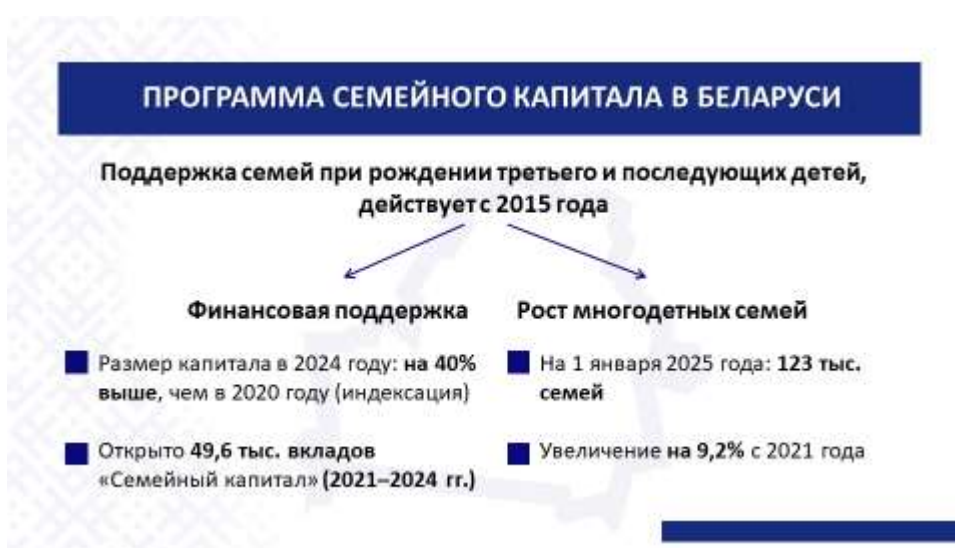 ПРОГРАММА СЕМЕЙНОГО КАПИТАЛА В БЕЛАРУСИ
Поддержка семей при рождении третьего и последующих детей,
действует с 2015 года
Финансовая поддержка
Размер капитала в 2024 году: на 40%
выше, чем в 2020 году (индексация)
Открыто 49,6 тыс. вкладов
«Семейный капитал» (2021–2024 гг.)
Рост многодетных семей
На 1 января 2025 года: 123 тыс.
семей
Увеличение на 9,2% с 2021 года